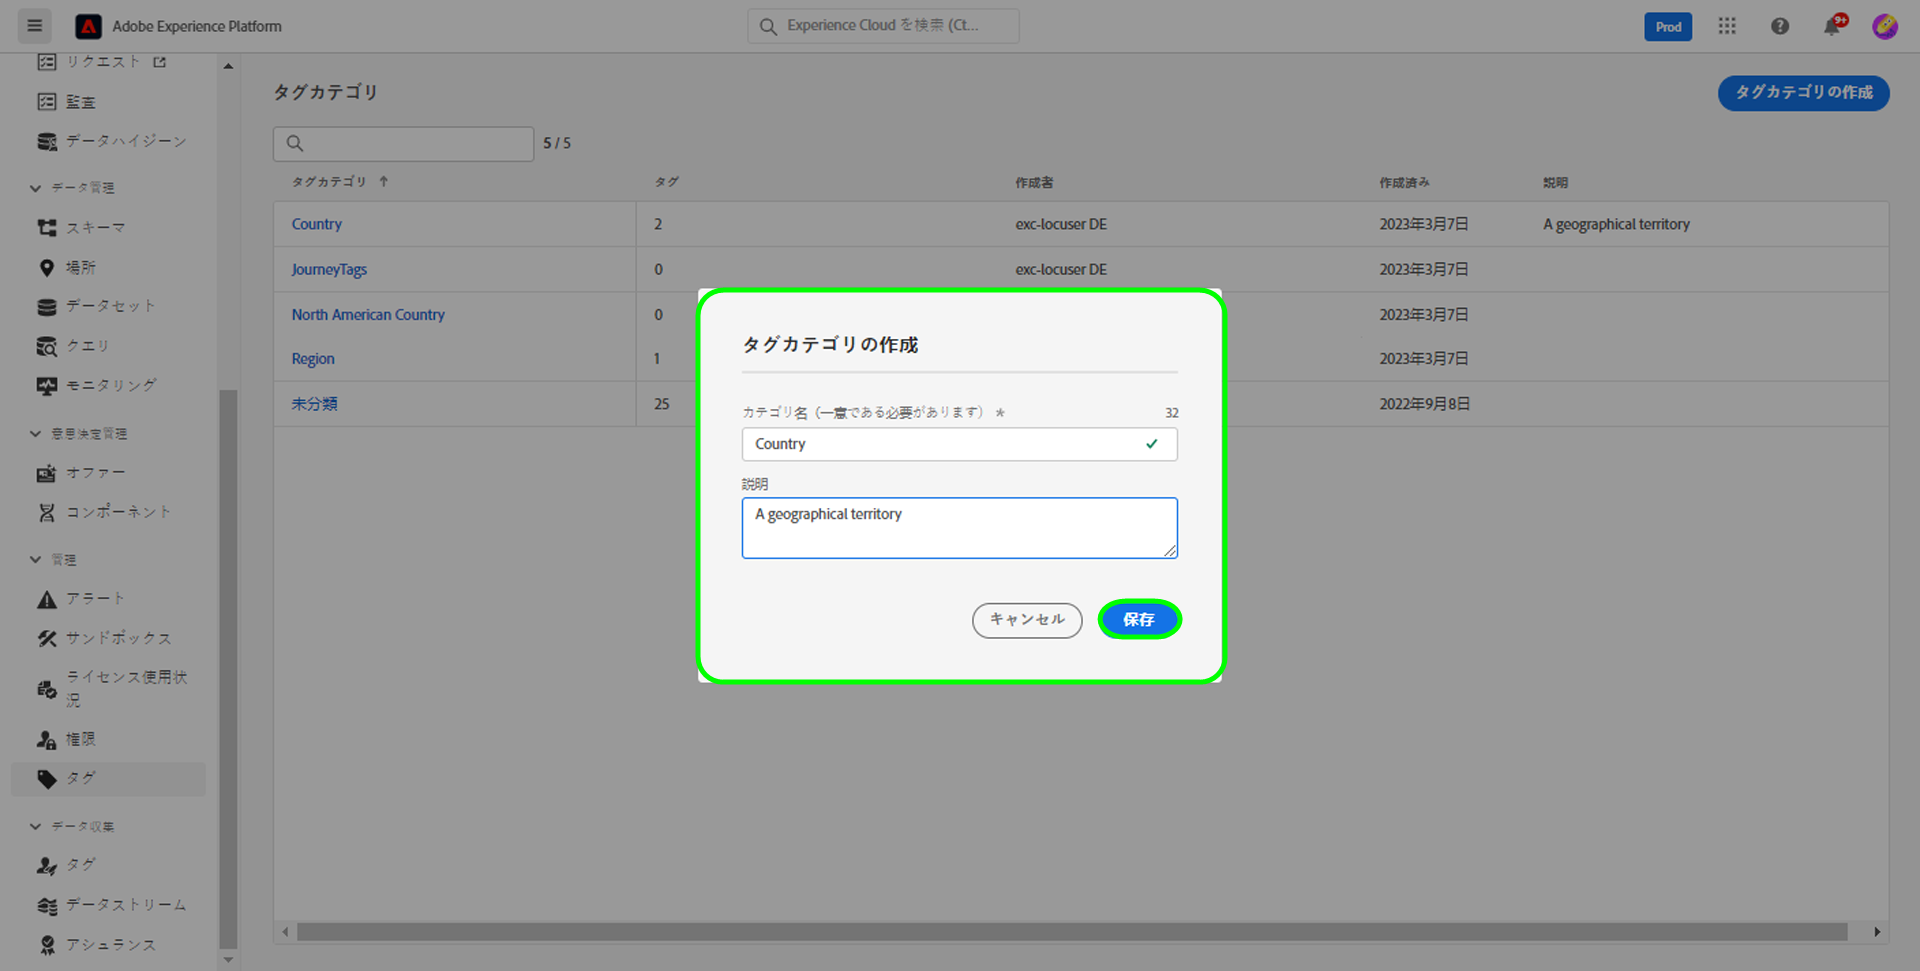 Adobe Experience Platform
Experience Cloud を検索 (Ct...
Prod
9+
リクエスト
監査
データハイジーン
データ管理
スキーマ
場所
データセット
クエリ
モニタリング
意思決定管理
オファー
コンポーネント
管理
アラート
サンドボックス
ライセンス使用状
況
権限
タグ
データ収集
タグ
データストリーム
アシュランス
タグカテゴリ
タグカテゴリの作成
5 / 5
タグカテゴリ タグ 作成者 作成済み 説明
Country 2 exc-locuser DE 2023年3月7日 A geographical territory
JourneyTags 0 exc-locuser DE 2023年3月7日
North American Country 0 2023年3月7日
Region 1 2023年3月7日
未分類 25 2022年9月8日
タグカテゴリの作成
カテゴリ名（一意である必要があります） * 32
Country
説明
A geographical territory
キャンセル 保存